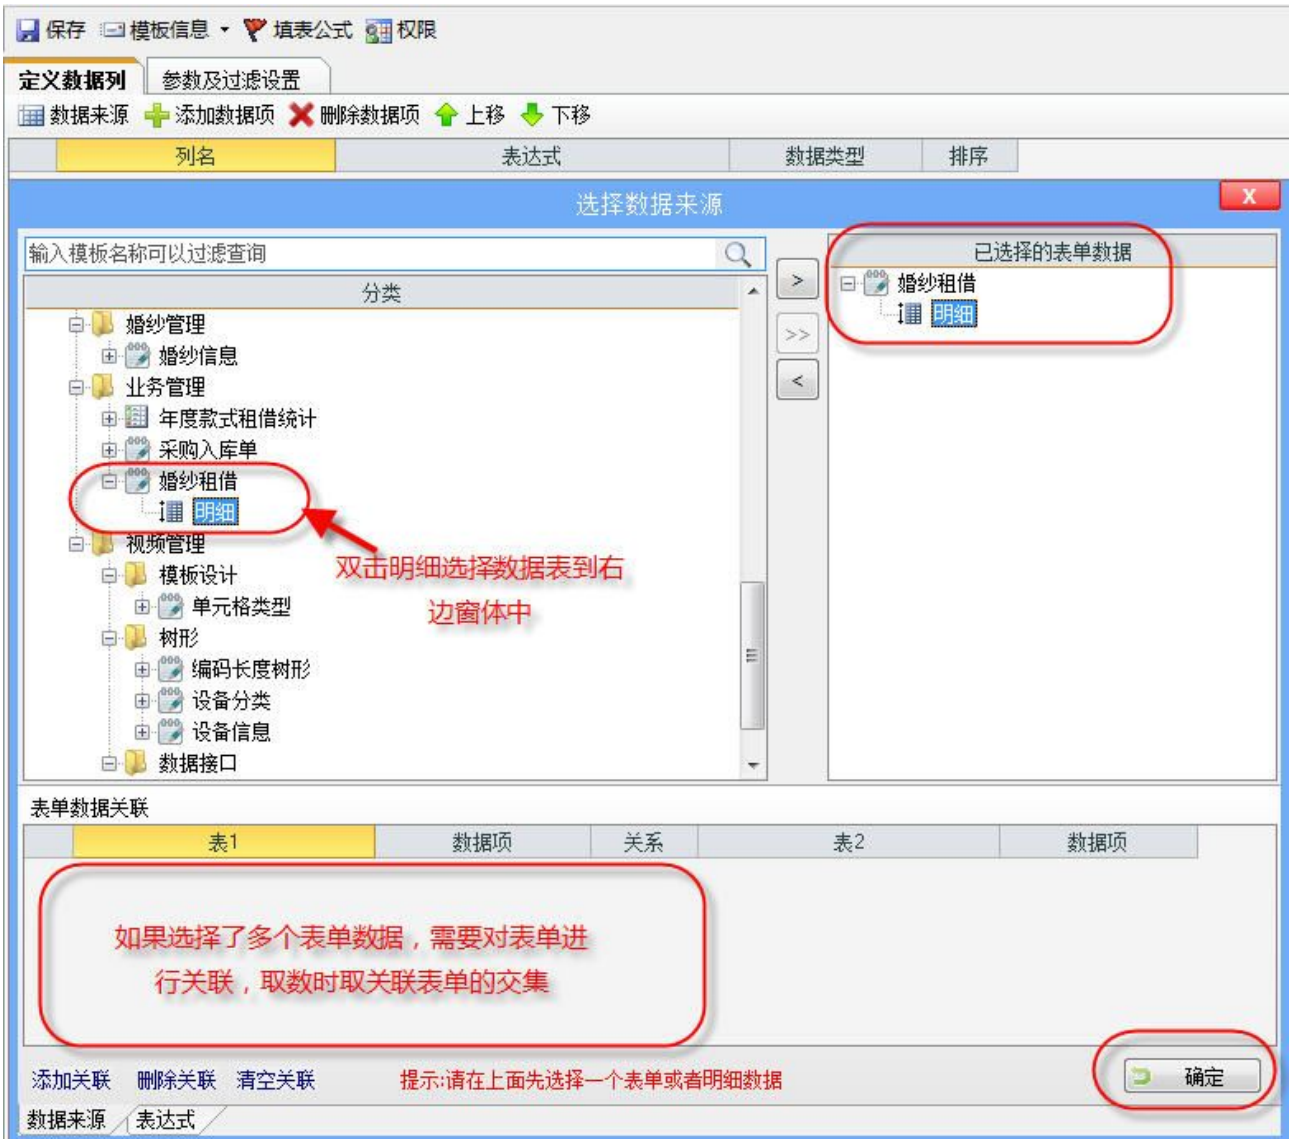 保存 模板信息 填表公式 权限
定义数据列 参数及过滤设置
数据来源 添加数据项 删除数据项 上移 下移
列名 表达式 数据类型 排序
选择数据来源 X
输入模板名称可以过滤查询
已选择的表单数据
分类
>
婚纱租借
明细
>>
<
婚纱管理
婚纱信息
业务管理
年度款式租借统计
采购入库单
婚纱租借
明细
视频管理
模板设计
单元格类型
树形
编码长度树形
设备分类
设备信息
数据接口
双击明细选择数据表到右
边窗体中
表单数据关联
表1 数据项 关系 表2 数据项
如果选择了多个表单数据，需要对表单进
行关联，取数时取关联表单的交集
添加关联 删除关联 清空关联 提示:请在上面先选择一个表单或者明细数据 确定
数据来源 表达式